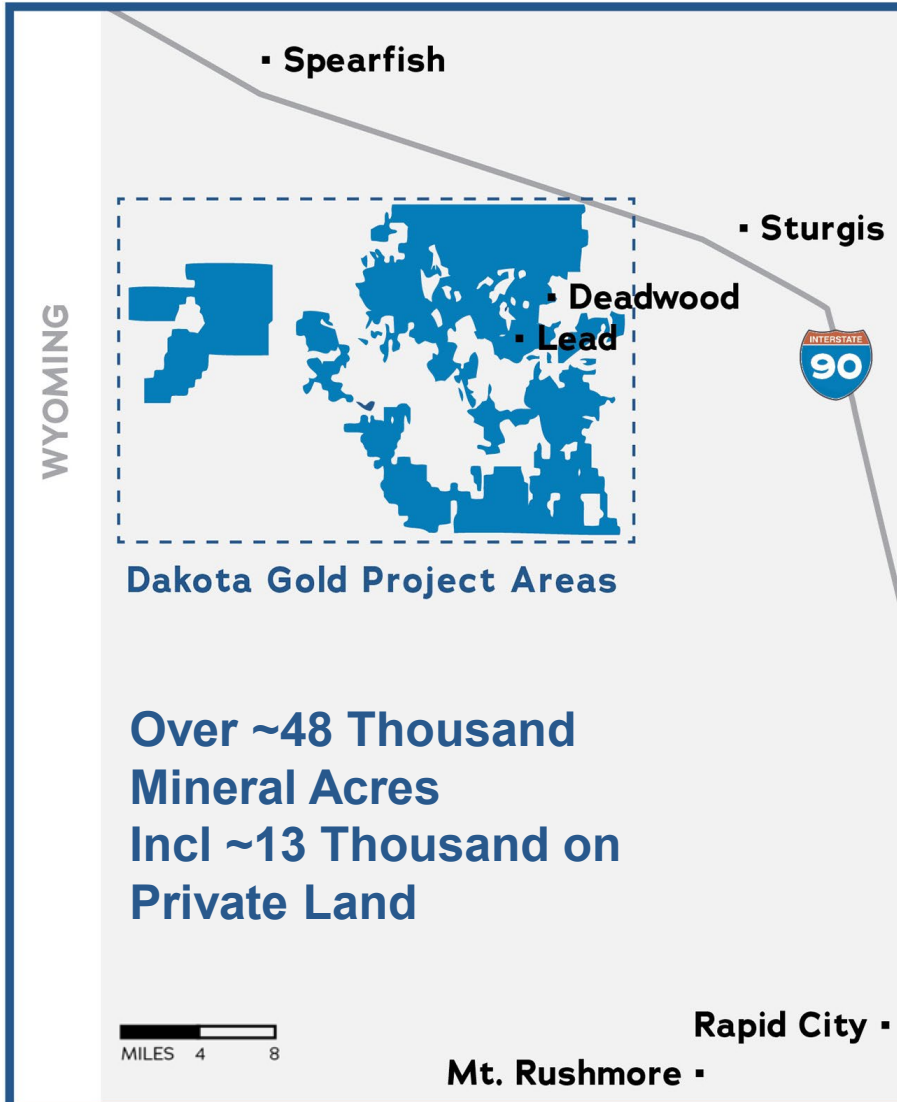 Spearfish
Sturgis
Deadwood
Lead
WYOMING
INTERSTATE
90
Dakota Gold Project Areas
Over ~48 Thousand
Mineral Acres
Incl ~13 Thousand on
Private Land
MILES 4 8
Rapid City
Mt. Rushmore